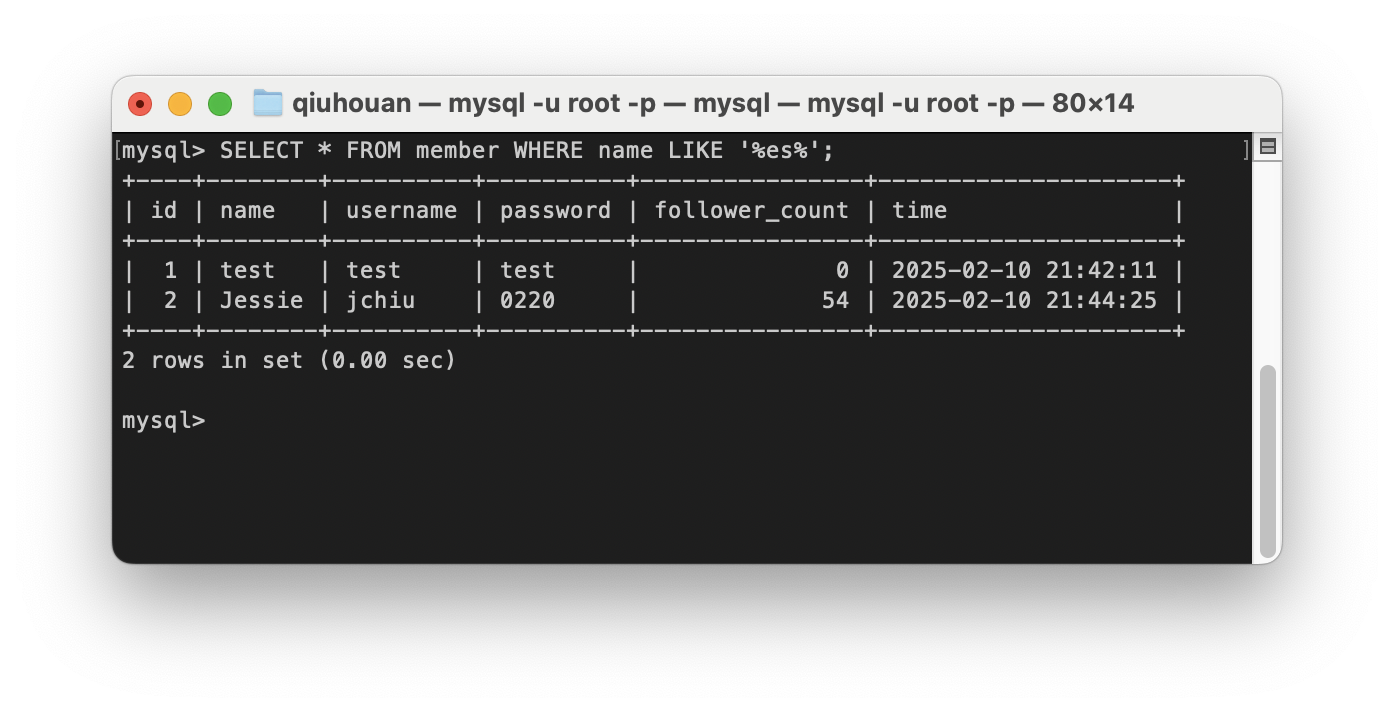 qiuhouan — mysql -u root -p — mysql — mysql -u root -p — 80×14
[mysql> SELECT * FROM member WHERE name LIKE '%es%'; ]
+----+--------+----------+----------+----------------+---------------------+
| id | name   | username | password | follower_count | time                |
+----+--------+----------+----------+----------------+---------------------+
|  1 | test   | test     | test     |              0 | 2025-02-10 21:42:11 |
|  2 | Jessie | jchiu    | 0220     |             54 | 2025-02-10 21:44:25 |
+----+--------+----------+----------+----------------+---------------------+
2 rows in set (0.00 sec)
mysql>